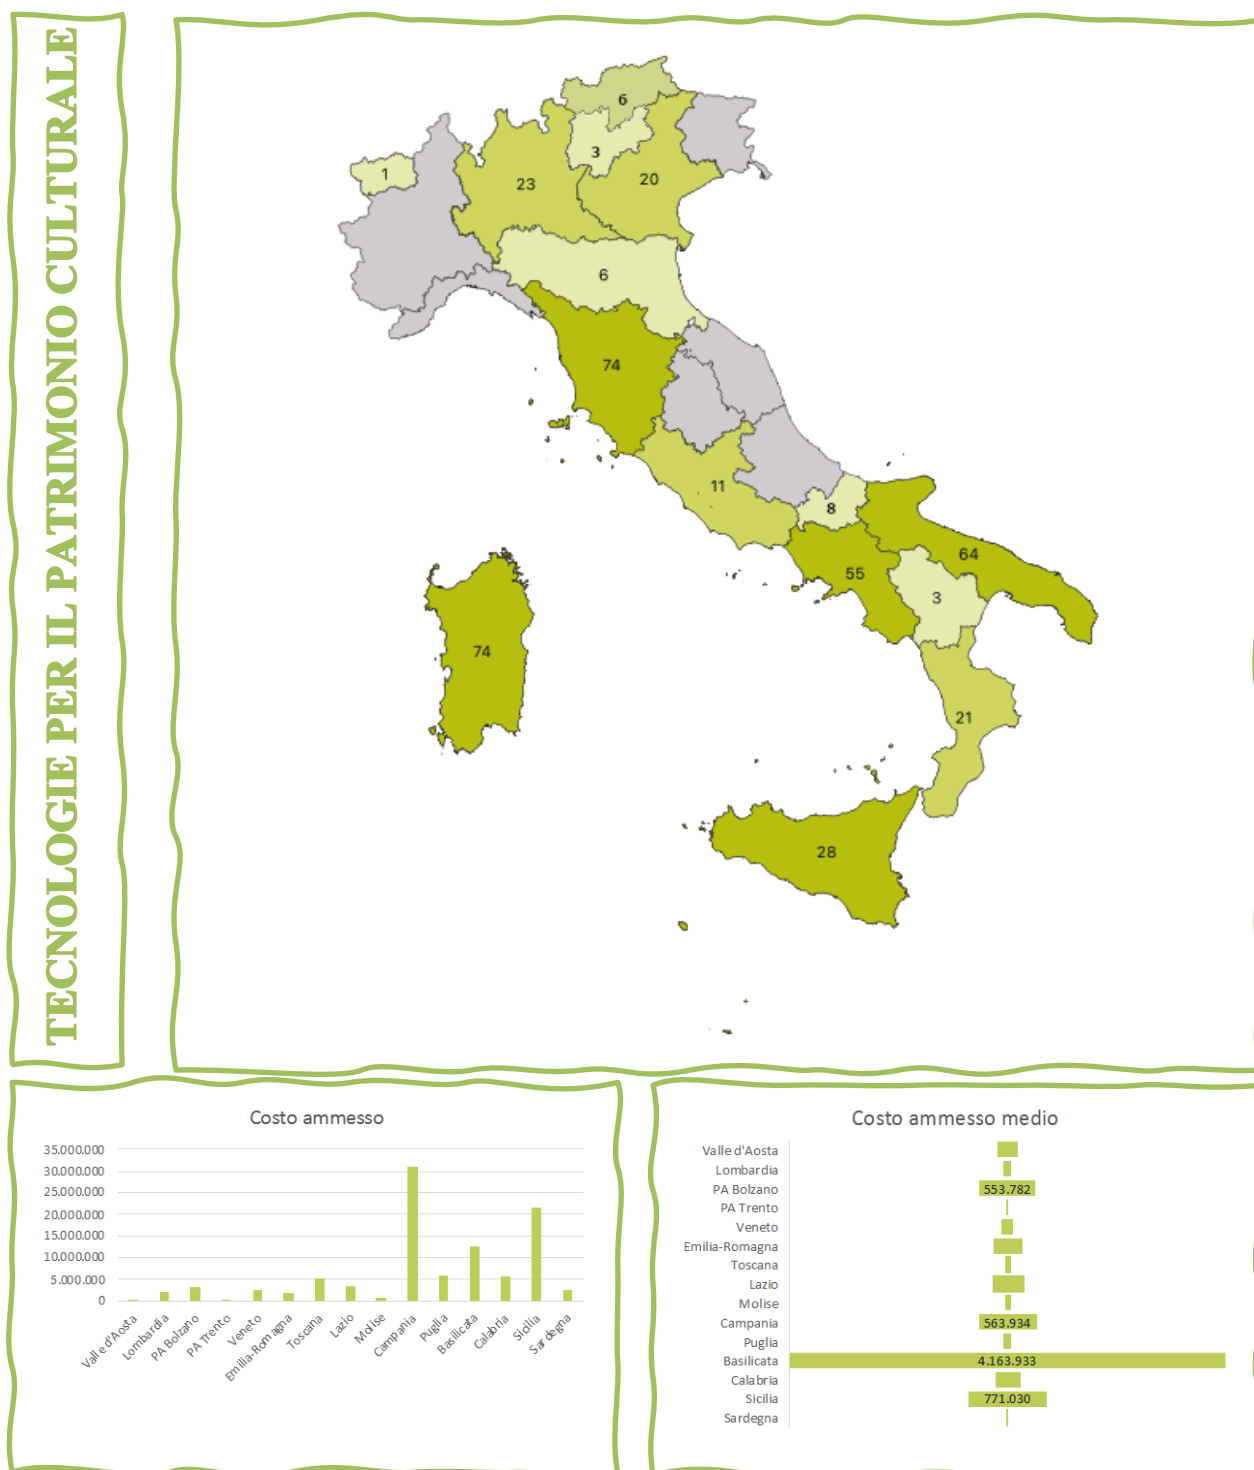 TECNOLOGIE PER IL PATRIMONIO CULTURALE
6
3
1
23
20
6
74
11
8
64
55
3
74
21
28
Costo ammesso
35.000.000
30.000.000
25.000.000
20.000.000
15.000.000
10.000.000
5.000.000
0
Valle d'Aosta
Lombardia
PA Bolzano
PA Trento
Veneto
Emilia-Romagna
Toscana
Lazio
Molise
Campania
Puglia
Basilicata
Calabria
Sicilia
Sardegna
Costo ammesso medio
Valle d'Aosta
Lombardia
PA Bolzano 553.782
PA Trento
Veneto
Emilia-Romagna
Toscana
Lazio
Molise
Campania 563.934
Puglia
Basilicata 4.163.933
Calabria
Sicilia 771.030
Sardegna